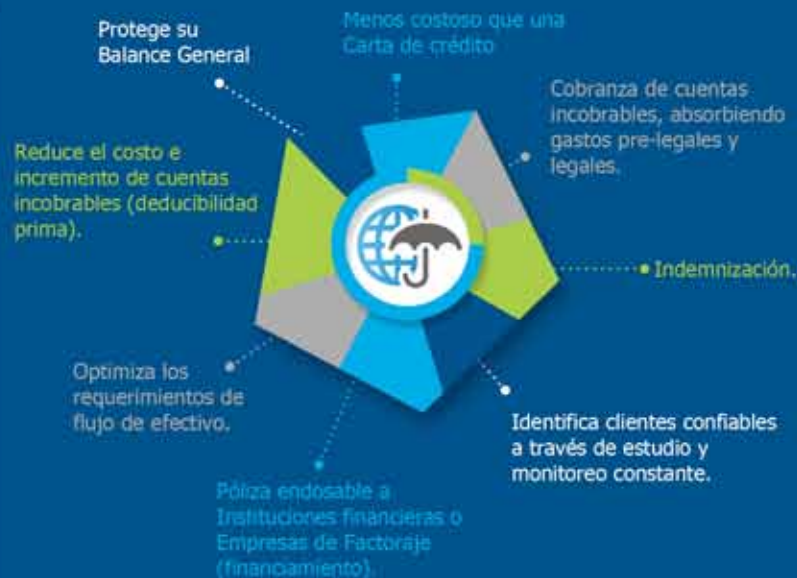 Protege su
Balance General
Menos costoso que una
Carta de crédito
Cobranza de cuentas
incobrables, absorbiendo
gastos pre-legales y
legales.
Reduce el costo e
incremento de cuentas
incobrables (deducibilidad
prima).
Indemnización.
Optimiza los
requerimientos de
flujo de efectivo.
Identifica clientes confiables
a través de estudio y
monitoreo constante.
Póliza endosable a
Instituciones financieras o
Empresas de Factoraje
(financiamiento).